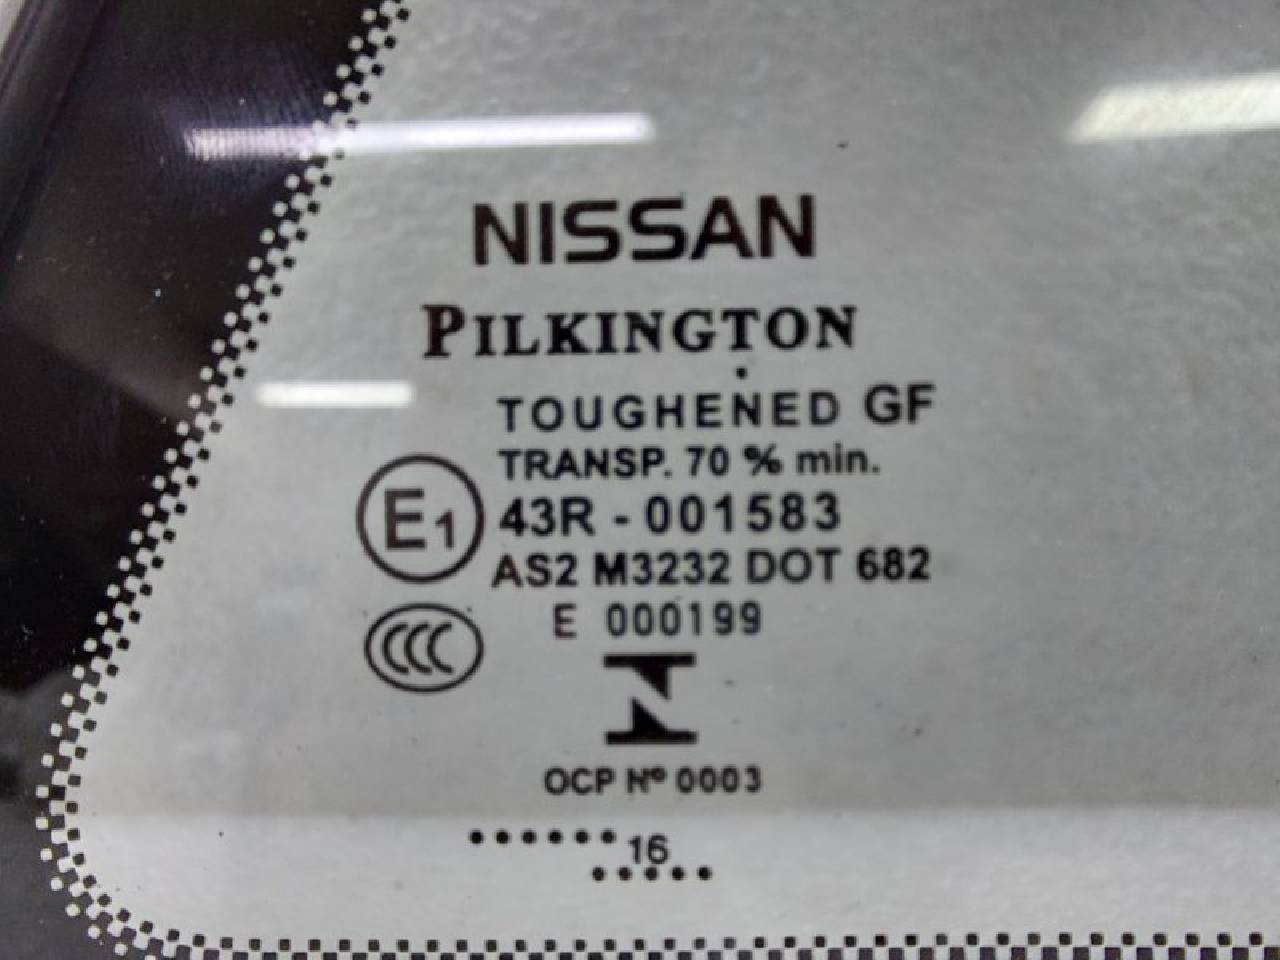 NISSAN
PILKINGTON
TOUGHENED GF
TRANSP. 70 % min.
E1 43R - 001583
AS2 M3232 DOT 682
E 000199
CCC
OCP Nº 0003
...... 16 .....